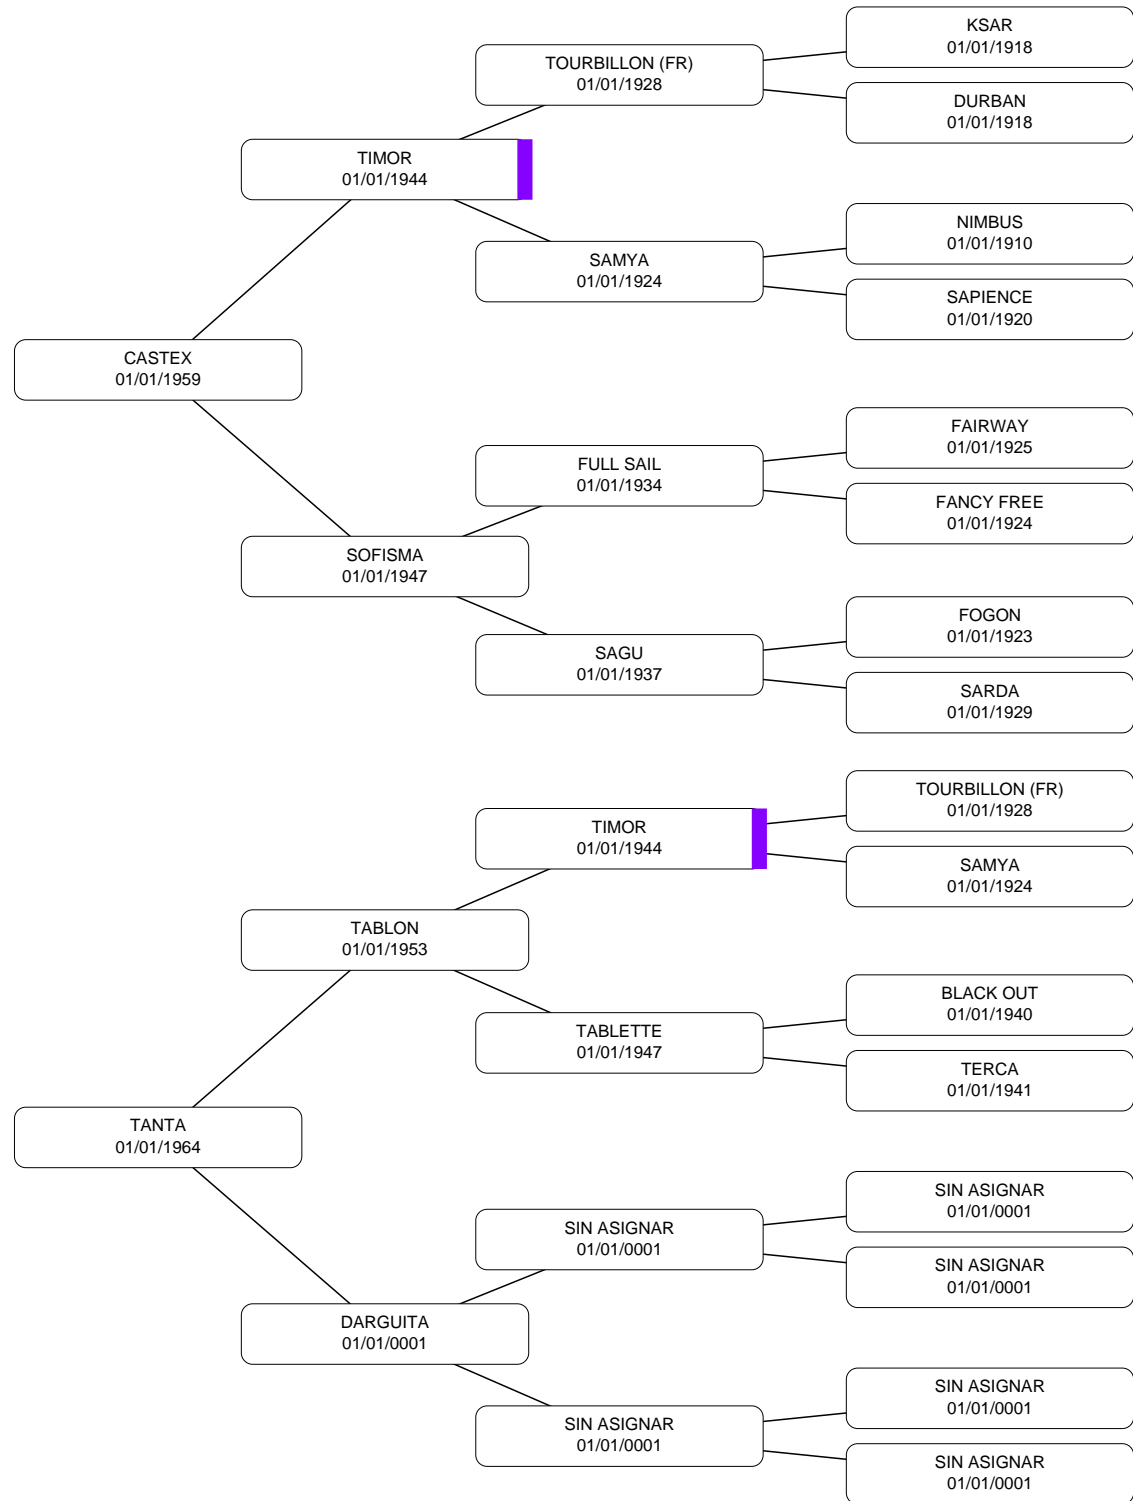 KSAR
01/01/1918
TOURBILLON (FR)
01/01/1928
DURBAN
01/01/1918
TIMOR
01/01/1944
NIMBUS
01/01/1910
SAMYA
01/01/1924
SAPIENCE
01/01/1920
CASTEX
01/01/1959
FAIRWAY
01/01/1925
FULL SAIL
01/01/1934
FANCY FREE
01/01/1924
SOFISMA
01/01/1947
FOGON
01/01/1923
SAGU
01/01/1937
SARDA
01/01/1929
TOURBILLON (FR)
01/01/1928
TIMOR
01/01/1944
SAMYA
01/01/1924
TABLON
01/01/1953
BLACK OUT
01/01/1940
TABLETTE
01/01/1947
TERCA
01/01/1941
TANTA
01/01/1964
SIN ASIGNAR
01/01/0001
SIN ASIGNAR
01/01/0001
SIN ASIGNAR
01/01/0001
DARGUITA
01/01/0001
SIN ASIGNAR
01/01/0001
SIN ASIGNAR
01/01/0001
SIN ASIGNAR
01/01/0001